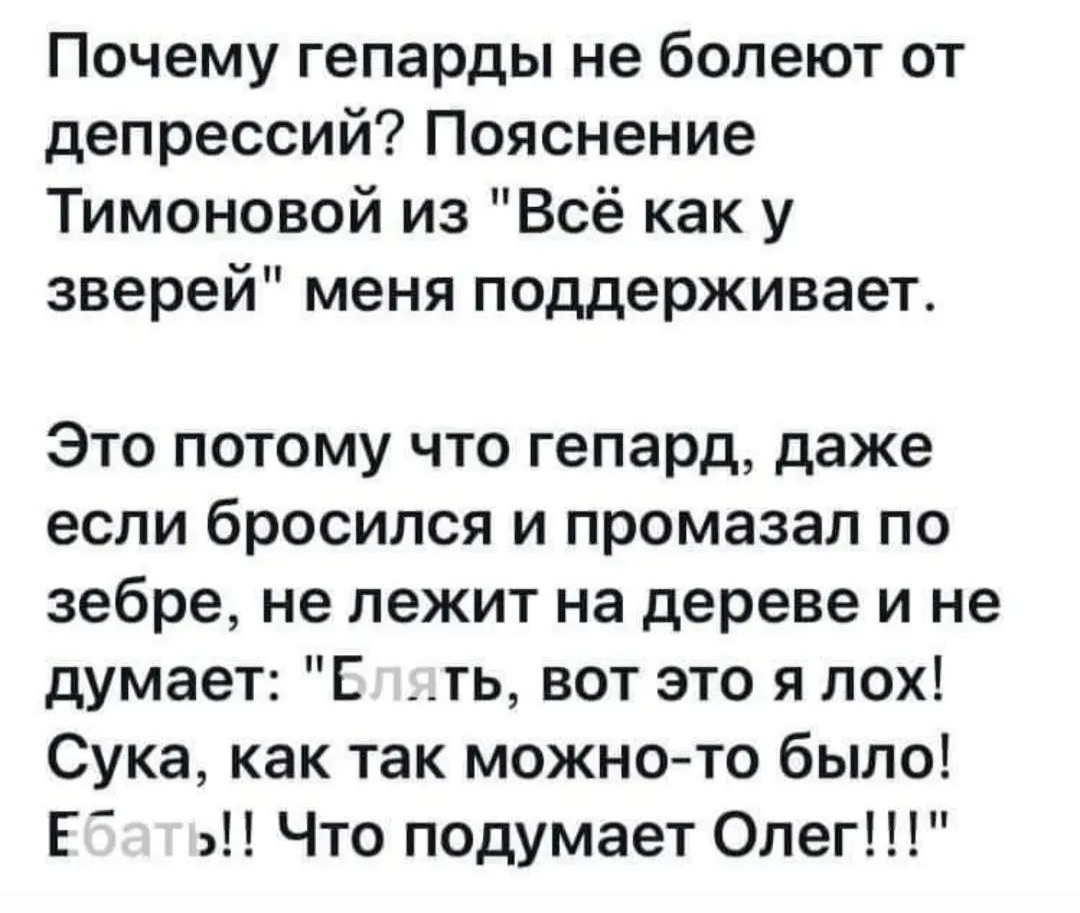 Почему гепарды не болеют от
депрессий? Пояснение
Тимоновой из "Всё как у
зверей" меня поддерживает.
Это потому что гепард, даже
если бросился и промазал по
зебре, не лежит на дереве и не
думает: "Блять, вот это я лох!
Сука, как так можно-то было!
Ебать!! Что подумает Олег!!!"